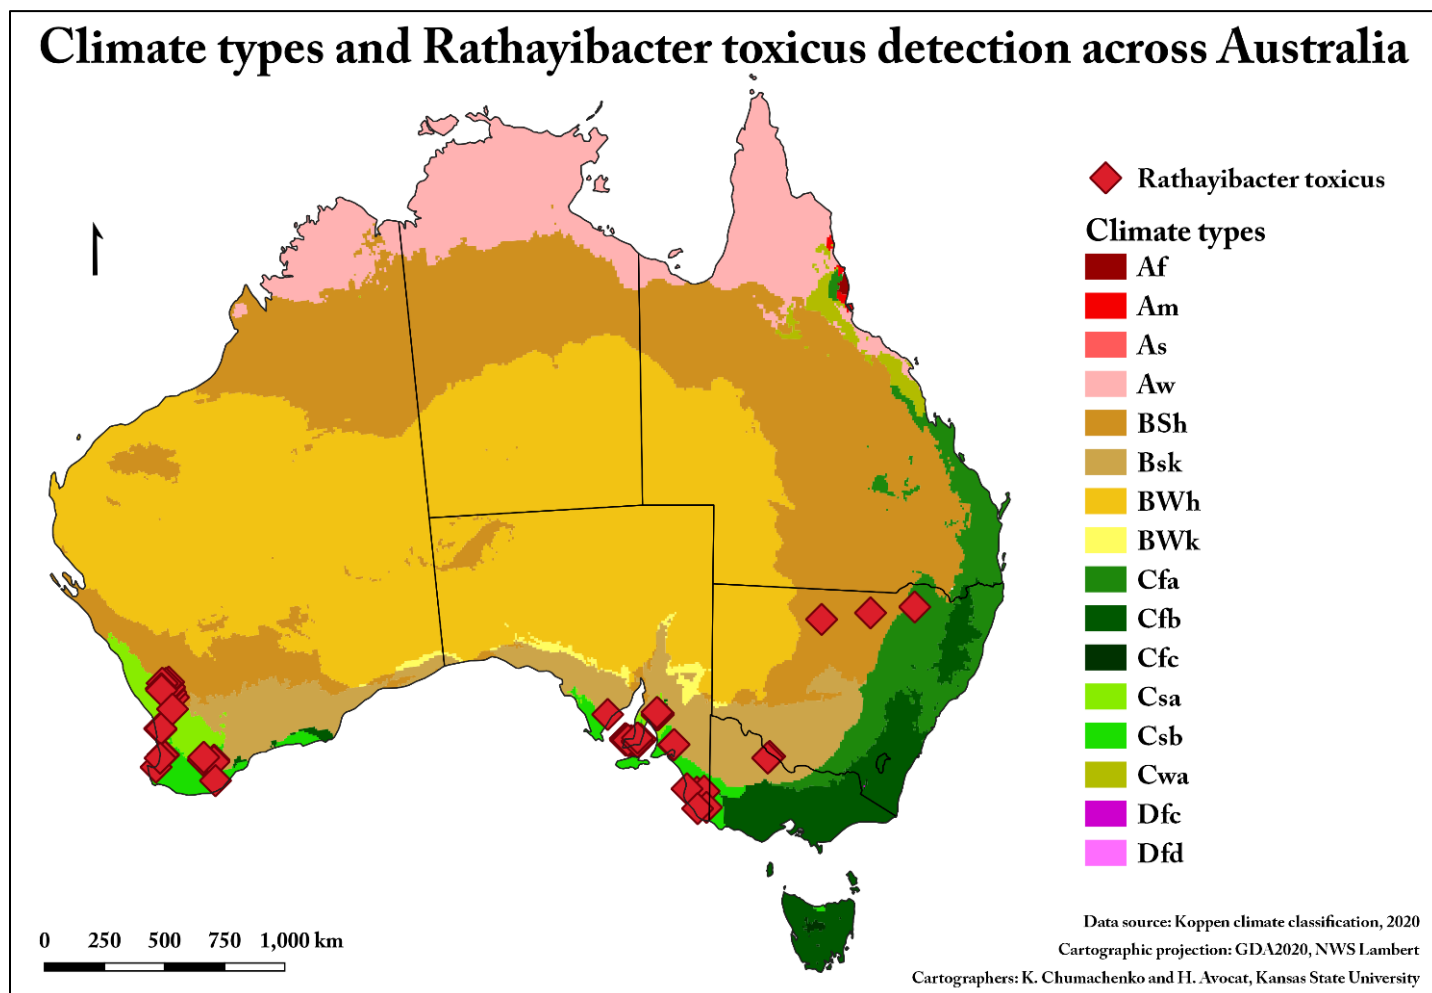 Climate types and Rathayibacter toxicus detection across Australia
Rathayibacter toxicus
Climate types
Af
Am
As
Aw
BSh
Bsk
BWh
BWk
Cfa
Cfb
Cfc
Csa
Csb
Cwa
Dfc
Dfd
0 250 500 750 1,000 km
Data source: Koppen climate classification, 2020
Cartographic projection: GDA2020, NWS Lambert
Cartographers: K. Chumachenko and H. Avocat, Kansas State University